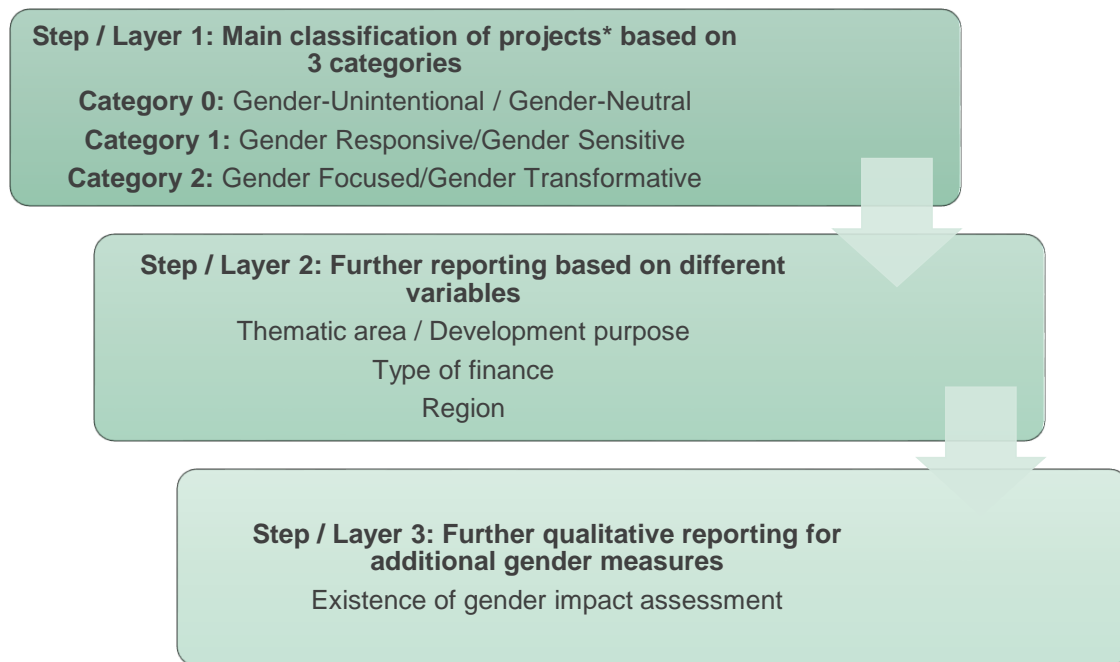 Step / Layer 1: Main classification of projects* based on
3 categories
Category 0: Gender-Unintentional / Gender-Neutral
Category 1: Gender Responsive/Gender Sensitive
Category 2: Gender Focused/Gender Transformative
Step / Layer 2: Further reporting based on different
variables
Thematic area / Development purpose
Type of finance
Region
Step / Layer 3: Further qualitative reporting for
additional gender measures
Existence of gender impact assessment